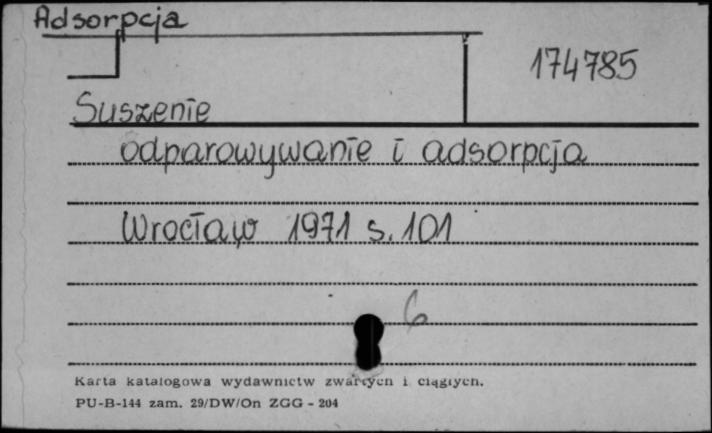 Adsorpcja
174785
Suszenie
odparowywanie i adsorpcja
Wrocław 1971 s. 101
6
Karta katalogowa wydawnictw zwartych i ciągłych.
PU-B-144 zam. 29/DW/On ZGG - 204